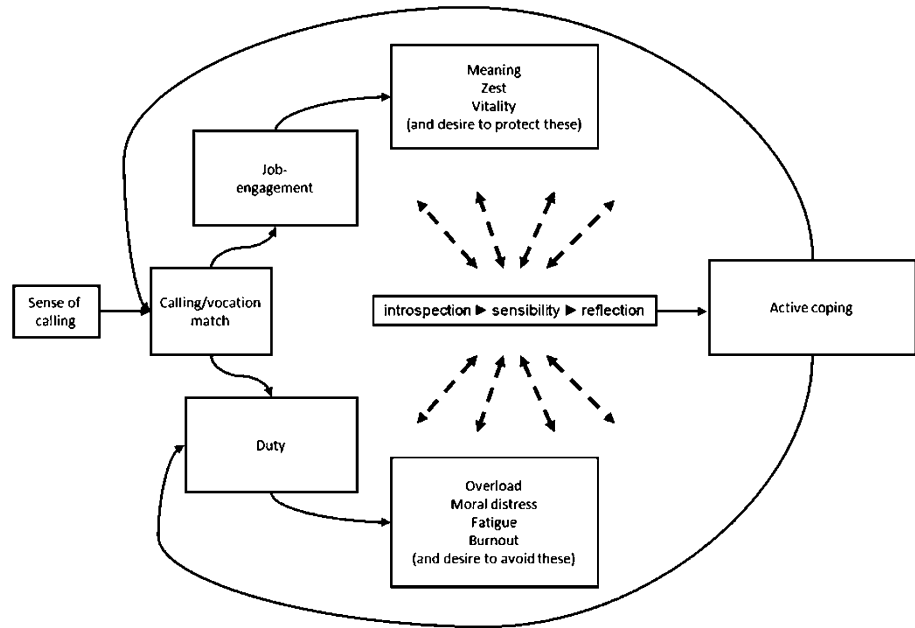 Meaning
Zest
Vitality
(and desire to protect these)
Job-
engagement
Sense of
calling
Calling/vocation
match
introspection ► sensibility ► reflection
Active coping
Duty
Overload
Moral distress
Fatigue
Burnout
(and desire to avoid these)